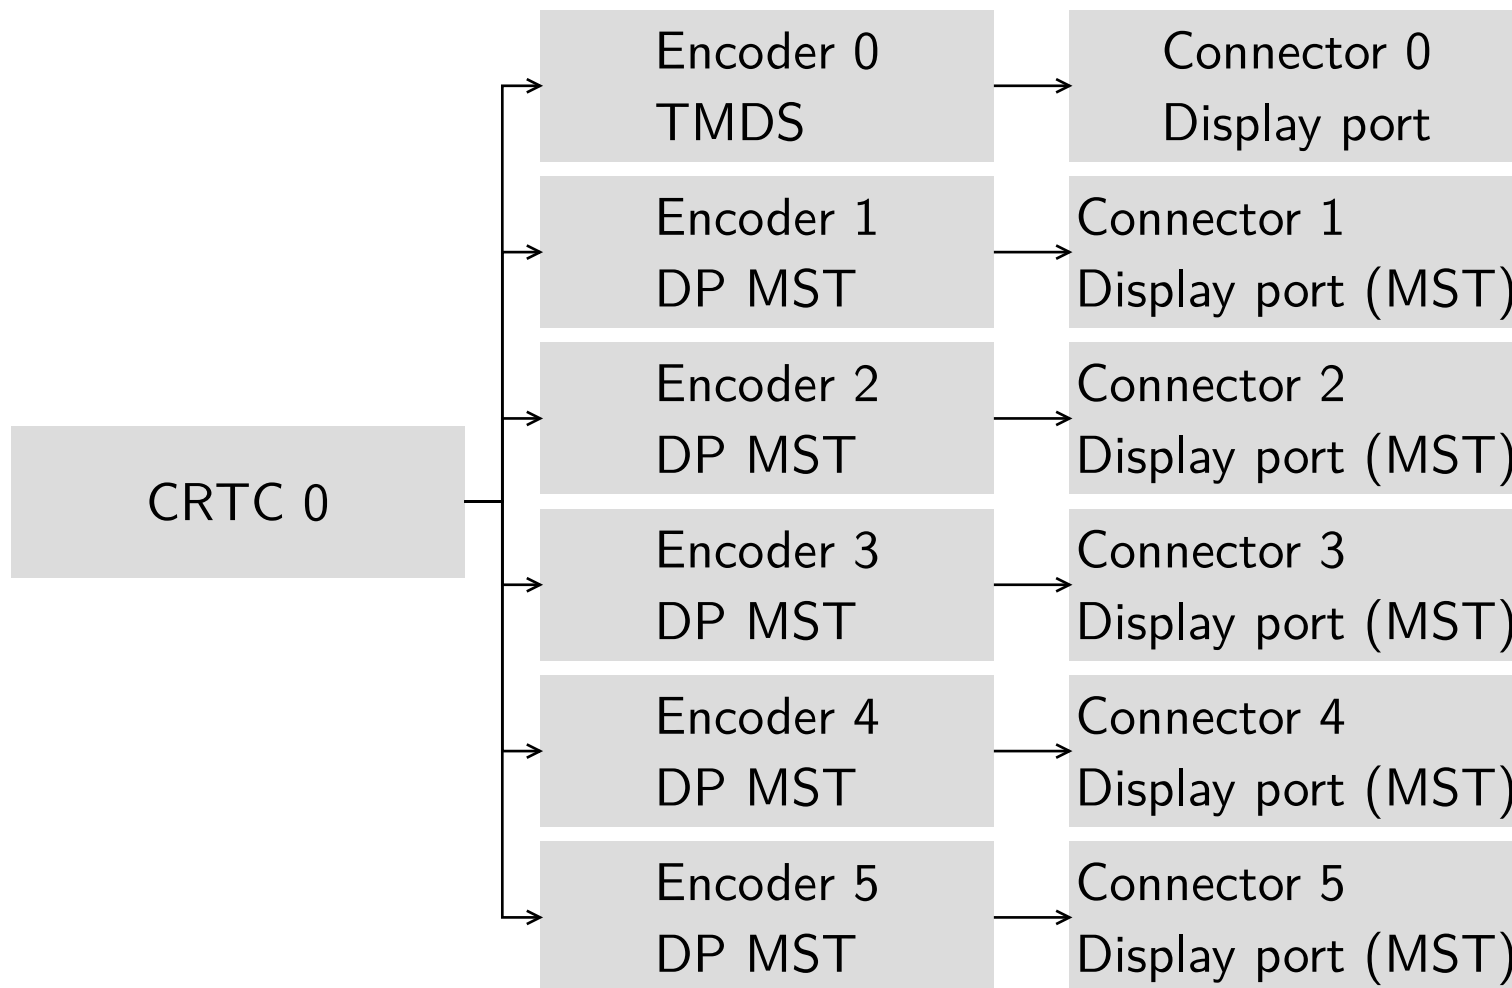 Encoder 0
TMDS
Connector 0
Display port
Encoder 1
DP MST
Connector 1
Display port (MST)
Encoder 2
DP MST
Connector 2
Display port (MST)
CRTC 0
Encoder 3
DP MST
Connector 3
Display port (MST)
Encoder 4
DP MST
Connector 4
Display port (MST)
Encoder 5
DP MST
Connector 5
Display port (MST)